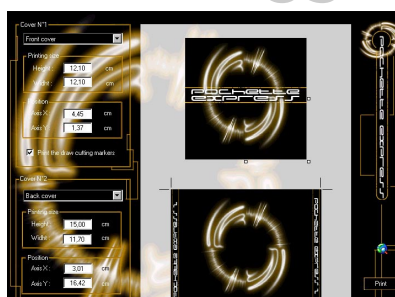 Cover N°1
Front cover
Printing size
Height : 12,10 cm
Width : 12,10 cm
Position
Axis X : 4,45 cm
Axis Y : 1,37 cm
Print the draw cutting markers
Cover N°2
Back cover
Printing size
Height : 15,00 cm
Width : 11,70 cm
Position
Axis X : 3,01 cm
Axis Y : 16,42 cm
pochette
express
pochette express
Print